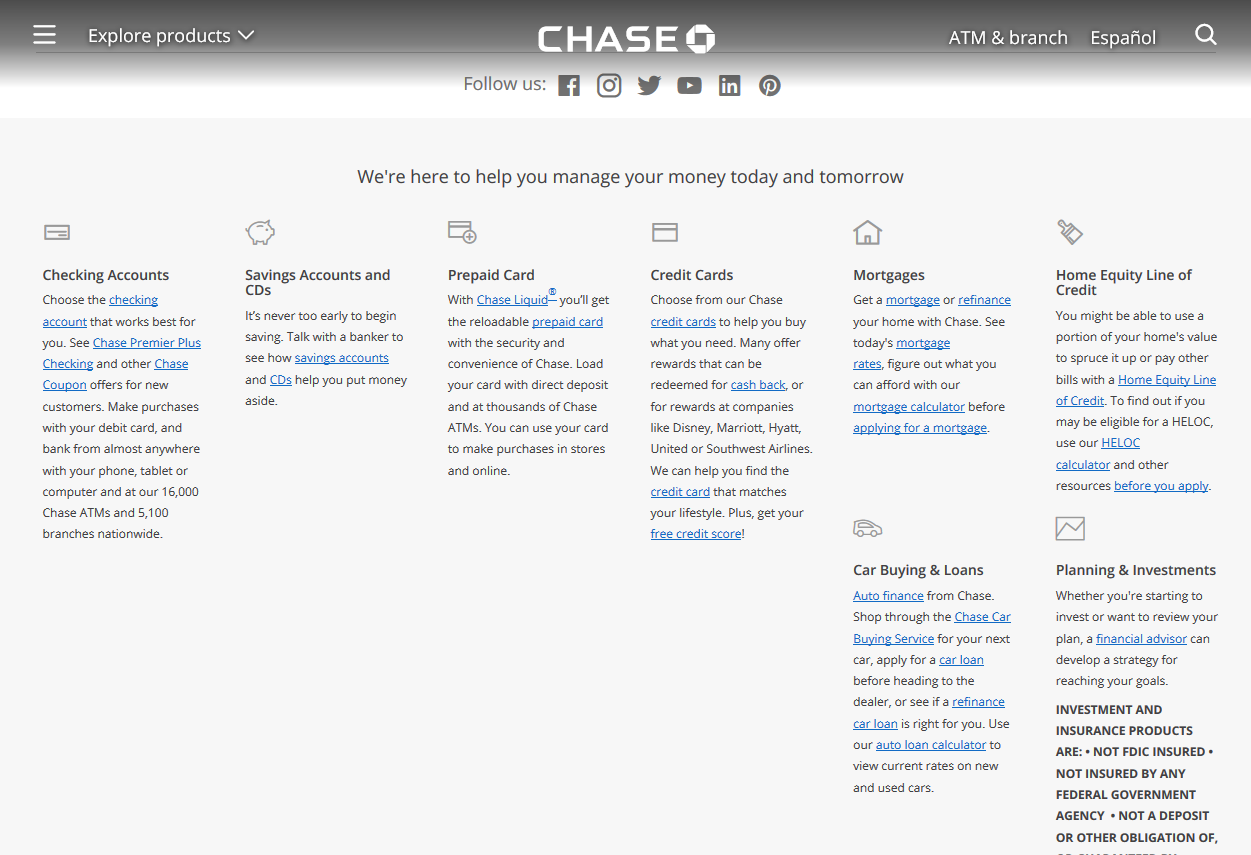 Explore products
CHASE
ATM & branch
Español
Follow us:
We're here to help you manage your money today and tomorrow
Checking Accounts
Choose the checking
account that works best for
you. See Chase Premier Plus
Checking and other Chase
Coupon offers for new
customers. Make purchases
with your debit card, and
bank from almost anywhere
with your phone, tablet or
computer and at our 16,000
Chase ATMs and 5,100
branches nationwide.
Savings Accounts and
CDs
It's never too early to begin
saving. Talk with a banker to
see how savings accounts
and CDs help you put money
aside.
Prepaid Card
With Chase Liquid® you'll get
the reloadable prepaid card
with the security and
convenience of Chase. Load
your card with direct deposit
and at thousands of Chase
ATMs. You can use your card
to make purchases in stores
and online.
Credit Cards
Choose from our Chase
credit cards to help you buy
what you need. Many offer
rewards that can be
redeemed for cash back, or
for rewards at companies
like Disney, Marriott, Hyatt,
United or Southwest Airlines.
We can help you find the
credit card that matches
your lifestyle. Plus, get your
free credit score!
Mortgages
Get a mortgage or refinance
your home with Chase. See
today's mortgage
rates, figure out what you
can afford with our
mortgage calculator before
applying for a mortgage.
Home Equity Line of
Credit
You might be able to use a
portion of your home's value
to spruce it up or pay other
bills with a Home Equity Line
of Credit. To find out if you
may be eligible for a HELOC,
use our HELOC
calculator and other
resources before you apply.
Car Buying & Loans
Auto finance from Chase.
Shop through the Chase Car
Buying Service for your next
car, apply for a car loan
before heading to the
dealer, or see if a refinance
car loan is right for you. Use
our auto loan calculator to
view current rates on new
and used cars.
Planning & Investments
Whether you're starting to
invest or want to review your
plan, a financial advisor can
develop a strategy for
reaching your goals.
INVESTMENT AND
INSURANCE PRODUCTS
ARE: • NOT FDIC INSURED •
NOT INSURED BY ANY
FEDERAL GOVERNMENT
AGENCY • NOT A DEPOSIT
OR OTHER OBLIGATION OF,